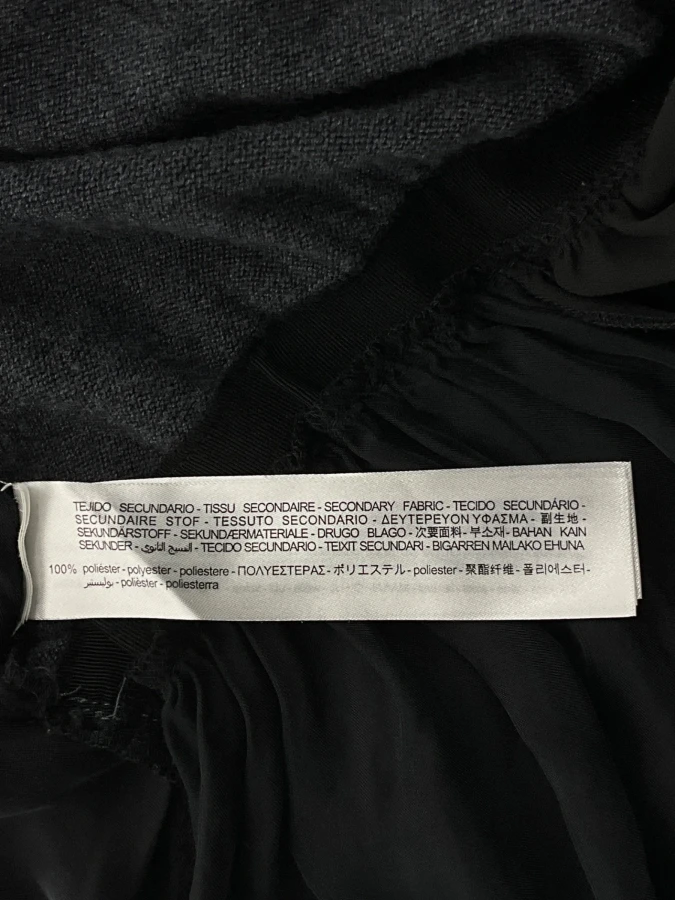 TEJIDO SECUNDARIO - TISSU SECONDAIRE - SECONDARY FABRIC - TECIDO SECUNDÁRIO -
SECUNDAIRE STOF - TESSUTO SECONDARIO - ΔΕΥΤΕΡΕΥΟΝ ΥΦΑΣΜΑ - 副生地 -
SEKUNDÄRSTOFF - SEKUNDÆRMATERIALE - DRUGO BLAGO - 次要面料 - 부소재 - BAHAN KAIN
SEKUNDER - النسيج الثانوي - TECIDO SECUNDARIO - TEIXIT SECUNDARI - BIGARREN MAILAKO EHUNA
100% poliéster - polyester - poliestere - ΠΟΛΥΕΣΤΕΡΑΣ - ポリエステル - poliester - 聚酯纤维 - 폴리에스터 -
بوليستير - polièster - poliesterra